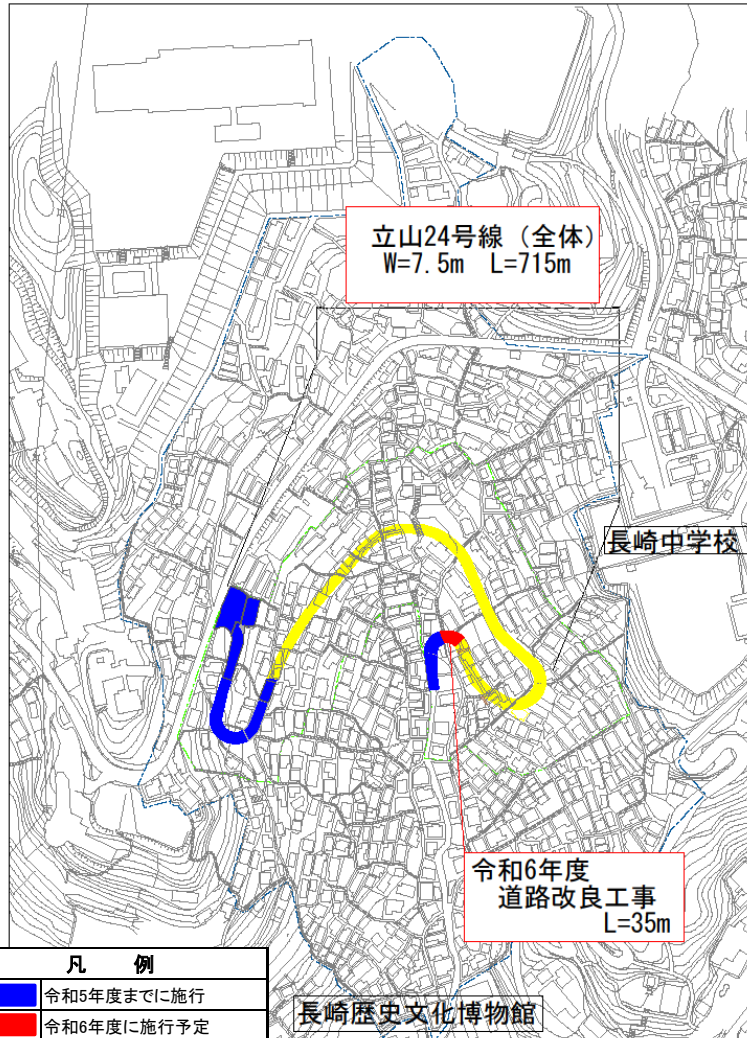 立山24号線（全体）
W=7.5m L=715m
長崎中学校
令和6年度
道路改良工事
L=35m
凡 例
令和5年度までに施行
令和6年度に施行予定
長崎歴史文化博物館